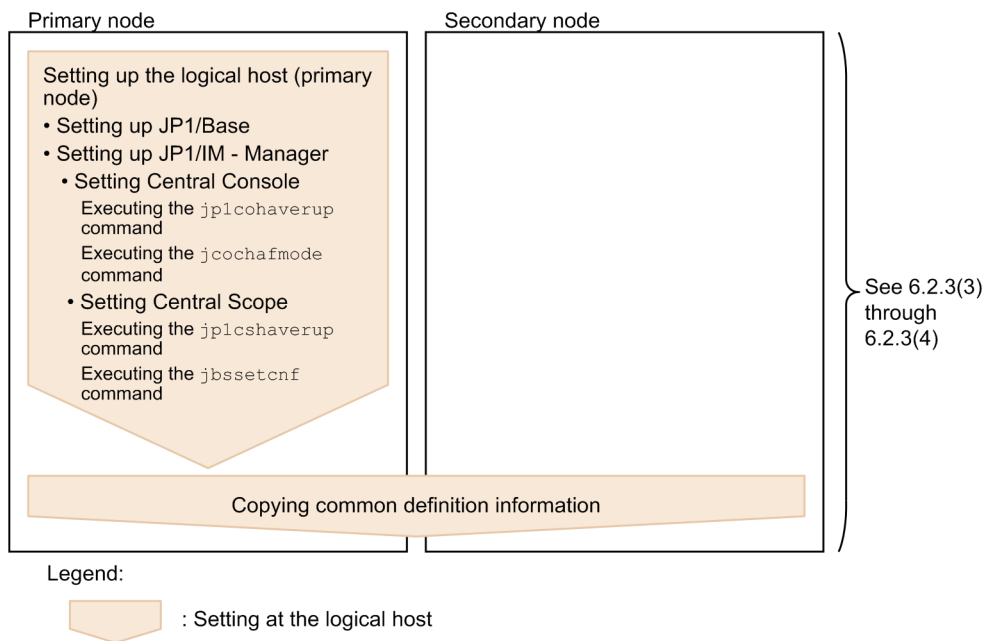 Primary node
Secondary node
Setting up the logical host (primary
node)
• Setting up JP1/Base
• Setting up JP1/IM - Manager
• Setting Central Console
Executing the jp1cohaverup
command
Executing the jcochafmode
command
• Setting Central Scope
Executing the jp1cshaverup
command
Executing the jbssetcnf
command
See 6.2.3(3)
through
6.2.3(4)
Copying common definition information
Legend:
: Setting at the logical host